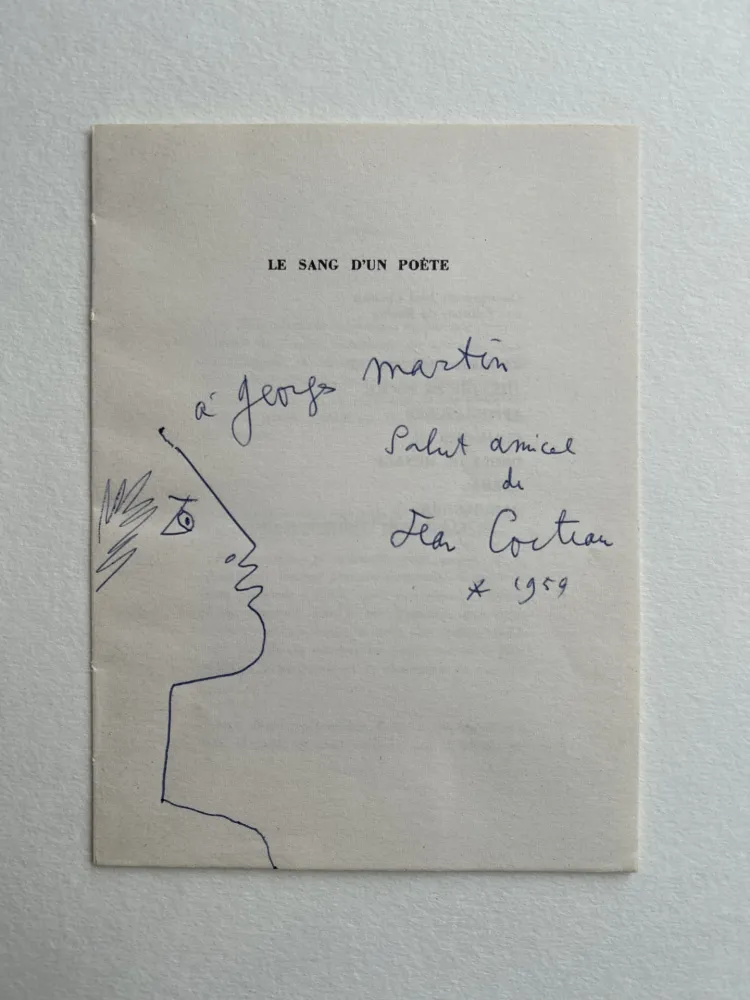 LE SANG D'UN POÈTE
à Georges Martin
Salut amical
de
Jean Cocteau
* 1959